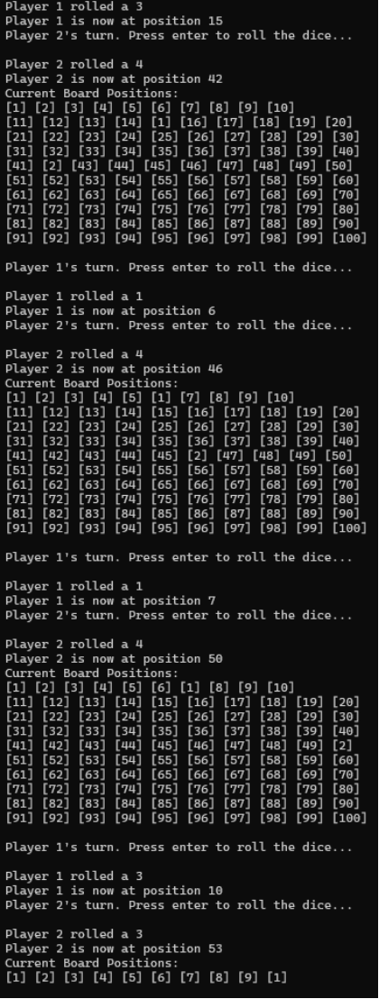 Player 1 rolled a 3
Player 1 is now at position 15
Player 2's turn. Press enter to roll the dice...
Player 2 rolled a 4
Player 2 is now at position 42
Current Board Positions:
[1] [2] [3] [4] [5] [6] [7] [8] [9] [10]
[11] [12] [13] [14] [1] [16] [17] [18] [19] [20]
[21] [22] [23] [24] [25] [26] [27] [28] [29] [30]
[31] [32] [33] [34] [35] [36] [37] [38] [39] [40]
[41] [2] [43] [44] [45] [46] [47] [48] [49] [50]
[51] [52] [53] [54] [55] [56] [57] [58] [59] [60]
[61] [62] [63] [64] [65] [66] [67] [68] [69] [70]
[71] [72] [73] [74] [75] [76] [77] [78] [79] [80]
[81] [82] [83] [84] [85] [86] [87] [88] [89] [90]
[91] [92] [93] [94] [95] [96] [97] [98] [99] [100]
Player 1's turn. Press enter to roll the dice...
Player 1 rolled a 1
Player 1 is now at position 6
Player 2's turn. Press enter to roll the dice...
Player 2 rolled a 4
Player 2 is now at position 46
Current Board Positions:
[1] [2] [3] [4] [5] [1] [7] [8] [9] [10]
[11] [12] [13] [14] [15] [16] [17] [18] [19] [20]
[21] [22] [23] [24] [25] [26] [27] [28] [29] [30]
[31] [32] [33] [34] [35] [36] [37] [38] [39] [40]
[41] [42] [43] [44] [45] [2] [47] [48] [49] [50]
[51] [52] [53] [54] [55] [56] [57] [58] [59] [60]
[61] [62] [63] [64] [65] [66] [67] [68] [69] [70]
[71] [72] [73] [74] [75] [76] [77] [78] [79] [80]
[81] [82] [83] [84] [85] [86] [87] [88] [89] [90]
[91] [92] [93] [94] [95] [96] [97] [98] [99] [100]
Player 1's turn. Press enter to roll the dice...
Player 1 rolled a 1
Player 1 is now at position 7
Player 2's turn. Press enter to roll the dice...
Player 2 rolled a 4
Player 2 is now at position 50
Current Board Positions:
[1] [2] [3] [4] [5] [6] [1] [8] [9] [10]
[11] [12] [13] [14] [15] [16] [17] [18] [19] [20]
[21] [22] [23] [24] [25] [26] [27] [28] [29] [30]
[31] [32] [33] [34] [35] [36] [37] [38] [39] [40]
[41] [42] [43] [44] [45] [46] [47] [48] [49] [2]
[51] [52] [53] [54] [55] [56] [57] [58] [59] [60]
[61] [62] [63] [64] [65] [66] [67] [68] [69] [70]
[71] [72] [73] [74] [75] [76] [77] [78] [79] [80]
[81] [82] [83] [84] [85] [86] [87] [88] [89] [90]
[91] [92] [93] [94] [95] [96] [97] [98] [99] [100]
Player 1's turn. Press enter to roll the dice...
Player 1 rolled a 3
Player 1 is now at position 10
Player 2's turn. Press enter to roll the dice...
Player 2 rolled a 3
Player 2 is now at position 53
Current Board Positions:
[1] [2] [3] [4] [5] [6] [7] [8] [9] [1]